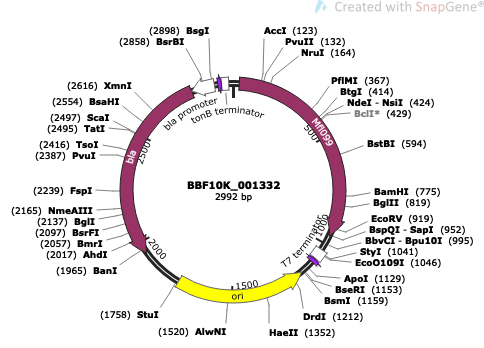 Created with SnapGene®
(2898) BsgI
(2858) BsrBI
AccI (123)
PvuII (132)
NruI (164)
PflMI (367)
BtgI (414)
NdeI - NsiI (424)
BclI* (429)
BstBI (594)
BamHI (775)
BglII (819)
EcoRV (919)
BspQI - SapI (952)
BbvCI - Bpu10I (995)
StyI (1041)
EcoO109I (1046)
ApoI (1129)
BseRI (1153)
BsmI (1159)
DrdI (1212)
HaeII (1352)
(1520) AlwNI
(1758) StuI
(1965) BanI
(2017) AhdI
(2057) BmrI
(2097) BsrFI
(2137) BglI
(2165) NmeAIII
(2239) FspI
(2387) PvuI
(2416) TsoI
(2495) TatI
(2497) ScaI
(2554) BsaHI
(2616) XmnI
bla promoter
tonB terminator
Mfl099
bla
T7 terminator
ori
500
1000
1500
2000
2500
BBF10K_001332
2992 bp